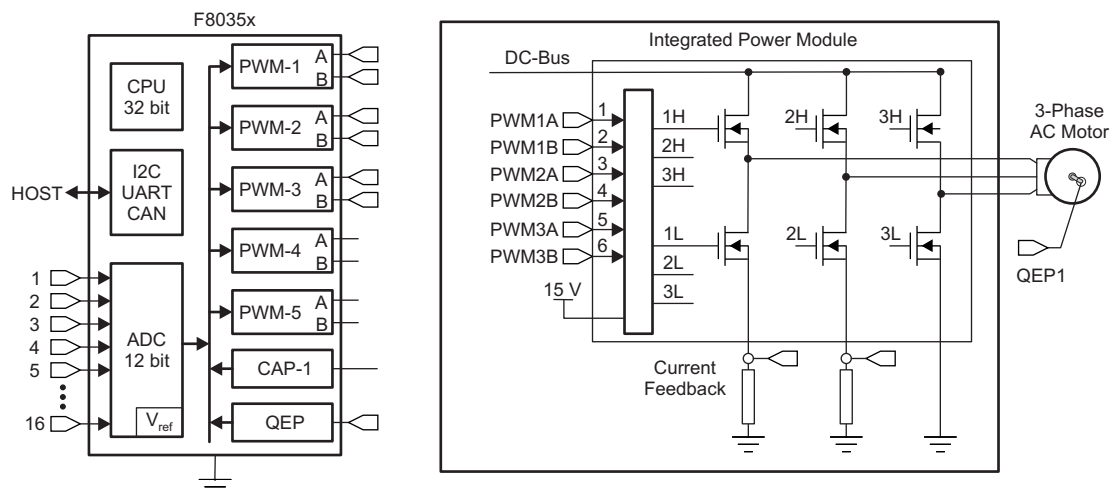 F8035x
CPU
32 bit
I2C
UART
CAN
HOST
1
2
3
4
5
16
ADC
12 bit
Vref
PWM-1
A
B
PWM-2
A
B
PWM-3
A
B
PWM-4
A
B
PWM-5
A
B
CAP-1
QEP
Integrated Power Module
DC-Bus
PWM1A
PWM1B
PWM2A
PWM2B
PWM3A
PWM3B
1
2
3
4
5
6
15 V
1H
2H
3H
1L
2L
3L
2H
3H
2L
3L
Current
Feedback
3-Phase
AC Motor
QEP1